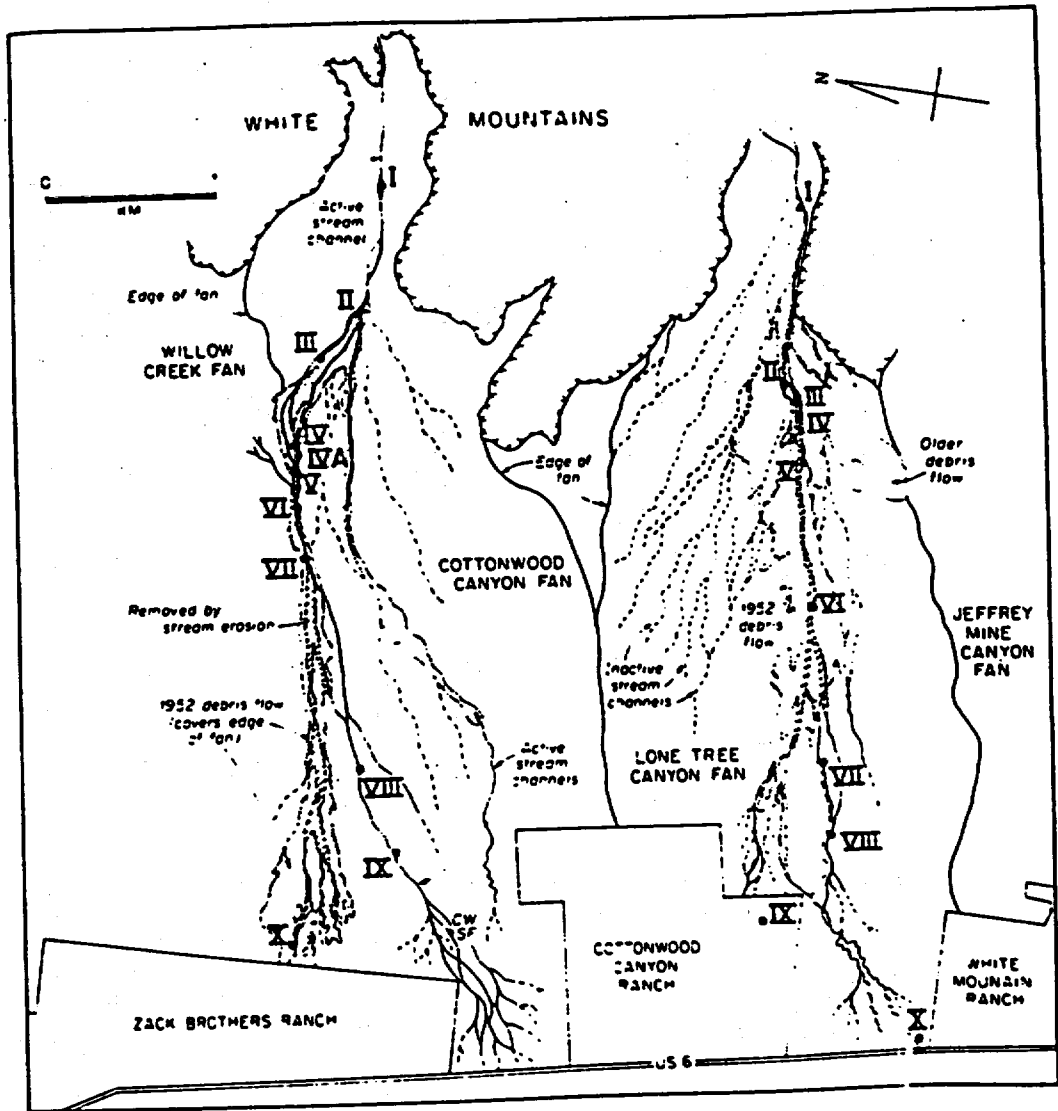 N
WHITE
MOUNTAINS
I
I
KM
Active
stream
channel
Edge of fan
II
III
WILLOW
CREEK FAN
II
III
IV
IV
IVA
V
V
Edge of
fan
Older
debris
flow
VI
VII
COTTONWOOD
CANYON FAN
VI
Removed by
stream erosion
1952
debris
flow
JEFFREY
MINE
CANYON
FAN
Inactive
stream
channels
1952 debris flow
(covers edge
of fan)
Active
stream
channels
LONE TREE
CANYON FAN
VII
VIII
VIII
IX
IX
X
CW
SF
COTTONWOOD
CANYON
RANCH
WHITE
MOUNAIN
RANCH
X
ZACK BROTHERS RANCH
US 6